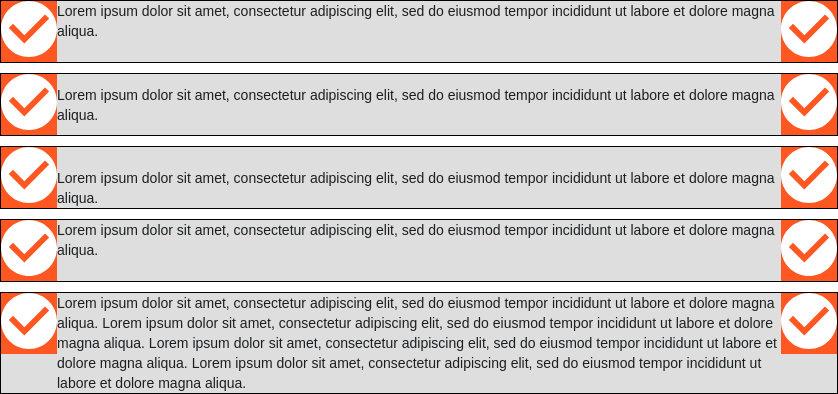 Lorem ipsum dolor sit amet, consectetur adipiscing elit, sed do eiusmod tempor incididunt ut labore et dolore magna
aliqua.
Lorem ipsum dolor sit amet, consectetur adipiscing elit, sed do eiusmod tempor incididunt ut labore et dolore magna
aliqua.
Lorem ipsum dolor sit amet, consectetur adipiscing elit, sed do eiusmod tempor incididunt ut labore et dolore magna
aliqua.
Lorem ipsum dolor sit amet, consectetur adipiscing elit, sed do eiusmod tempor incididunt ut labore et dolore magna
aliqua.
Lorem ipsum dolor sit amet, consectetur adipiscing elit, sed do eiusmod tempor incididunt ut labore et dolore magna
aliqua. Lorem ipsum dolor sit amet, consectetur adipiscing elit, sed do eiusmod tempor incididunt ut labore et dolore
magna aliqua. Lorem ipsum dolor sit amet, consectetur adipiscing elit, sed do eiusmod tempor incididunt ut labore et
dolore magna aliqua. Lorem ipsum dolor sit amet, consectetur adipiscing elit, sed do eiusmod tempor incididunt ut
labore et dolore magna aliqua.